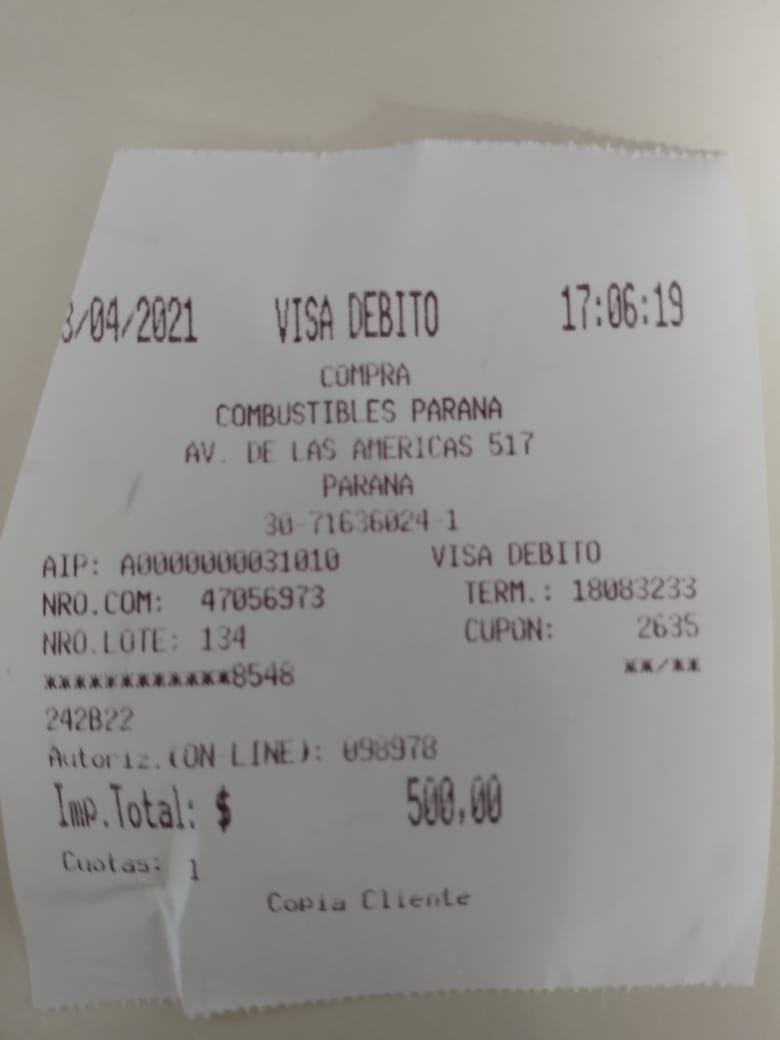 3/04/2021 VISA DEBITO 17:06:19
COMPRA
COMBUSTIBLES PARANA
AV. DE LAS AMERICAS 517
PARANA
30-71636024-1
AIP: A0000000031010 VISA DEBITO
NRO.COM: 47056973 TERM.: 18083233
NRO.LOTE: 134 CUPON: 2635
************8548 **/**
242B22
Autoriz.(ON LINE): 098978
Imp.Total: $ 500,00
Cuotas: 1
Copia Cliente